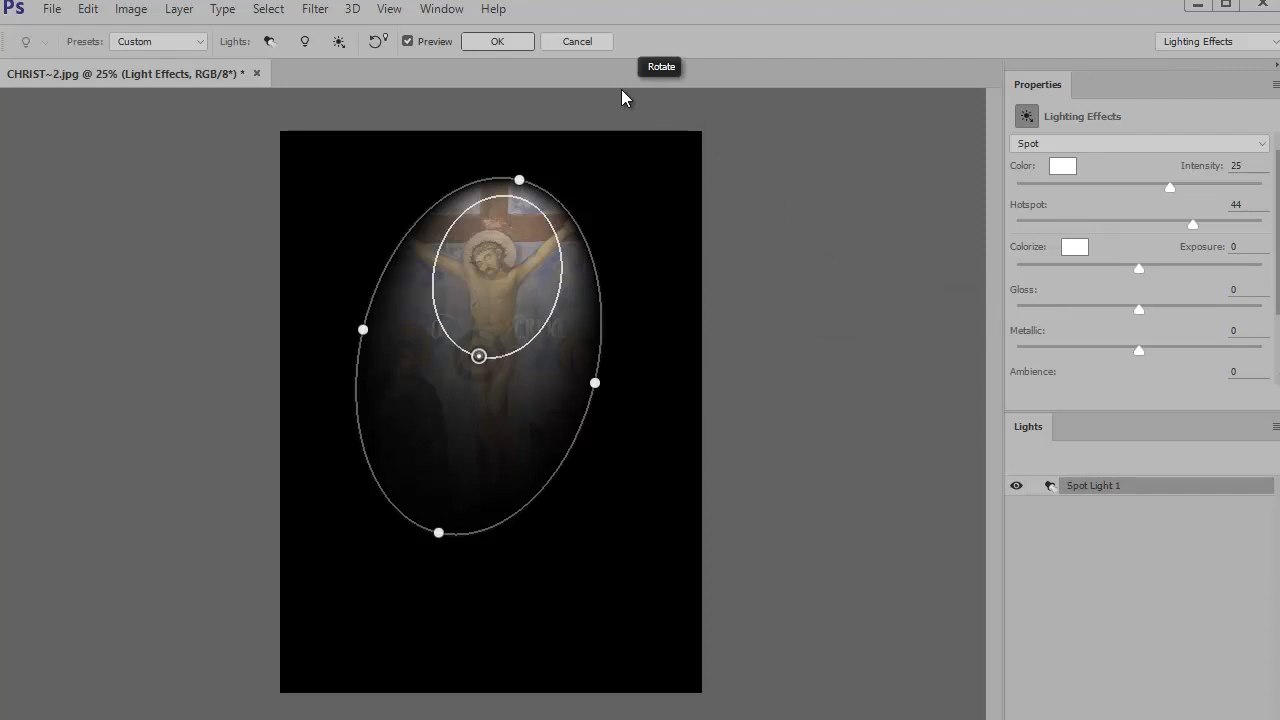 Ps File Edit Image Layer Type Select Filter 3D View Window Help
Presets: Custom Lights: Preview OK Cancel Lighting Effects
Rotate
CHRIST~2.jpg @ 25% (Light Effects, RGB/8*) * ×
Properties
Lighting Effects
Spot
Color: Intensity: 25
Hotspot: 44
Colorize: Exposure: 0
Gloss: 0
Metallic: 0
Ambience: 0
Lights
Spot Light 1